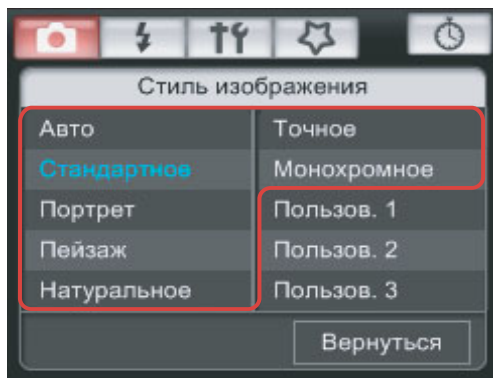 Стиль изображения
Авто
Стандартное
Портрет
Пейзаж
Натуральное
Точное
Монохромное
Пользов. 1
Пользов. 2
Пользов. 3
Вернуться